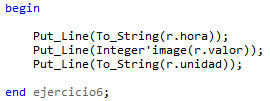 begin
Put_Line(To_String(r.hora));
Put_Line(Integer'image(r.valor));
Put_Line(To_String(r.unidad));
end ejercicio6;